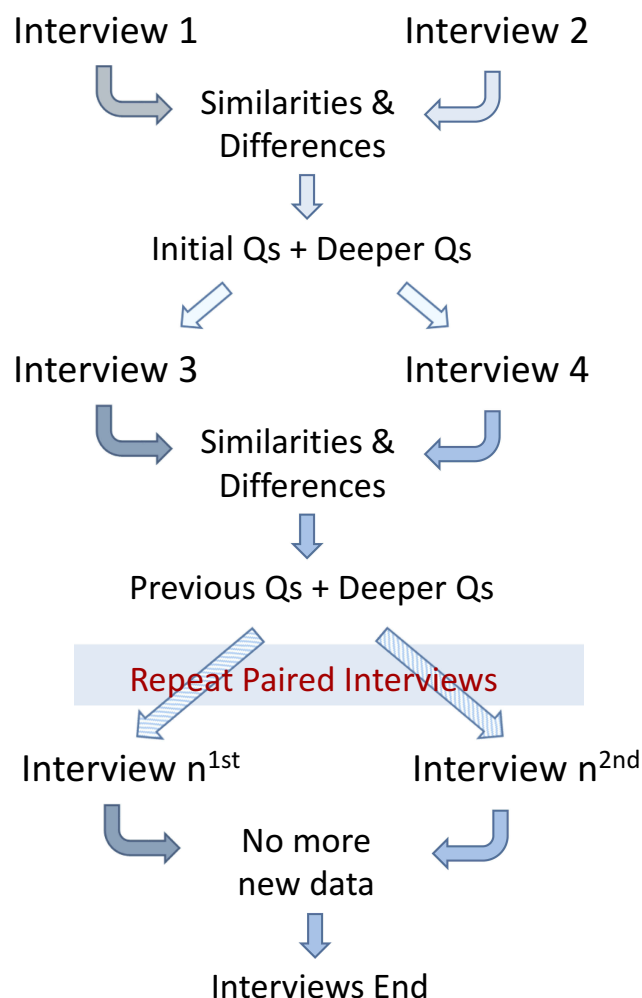 Interview 1
Interview 2
Similarities &
Differences
Initial Qs + Deeper Qs
Interview 3
Interview 4
Similarities &
Differences
Previous Qs + Deeper Qs
Repeat Paired Interviews
Interview n1st
Interview n2nd
No more
new data
Interviews End